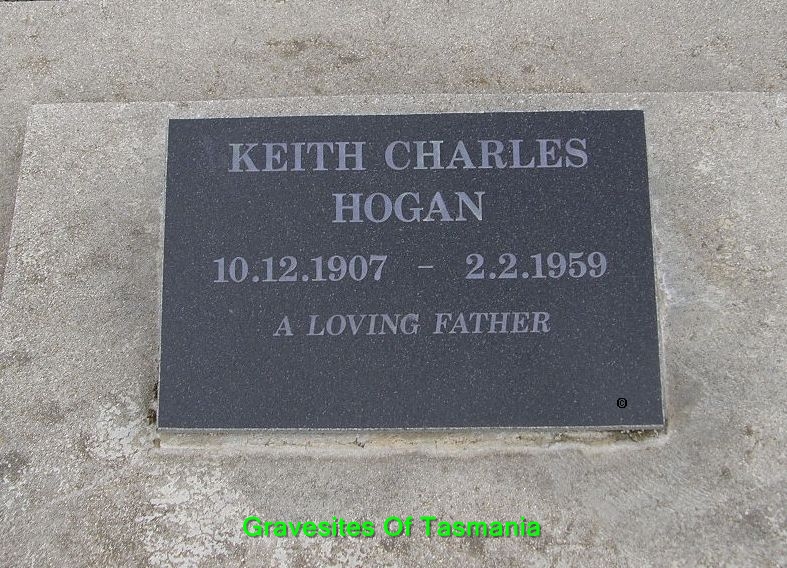 KEITH CHARLES
HOGAN
10.12.1907 - 2.2.1959
A LOVING FATHER
©
Gravesites Of Tasmania